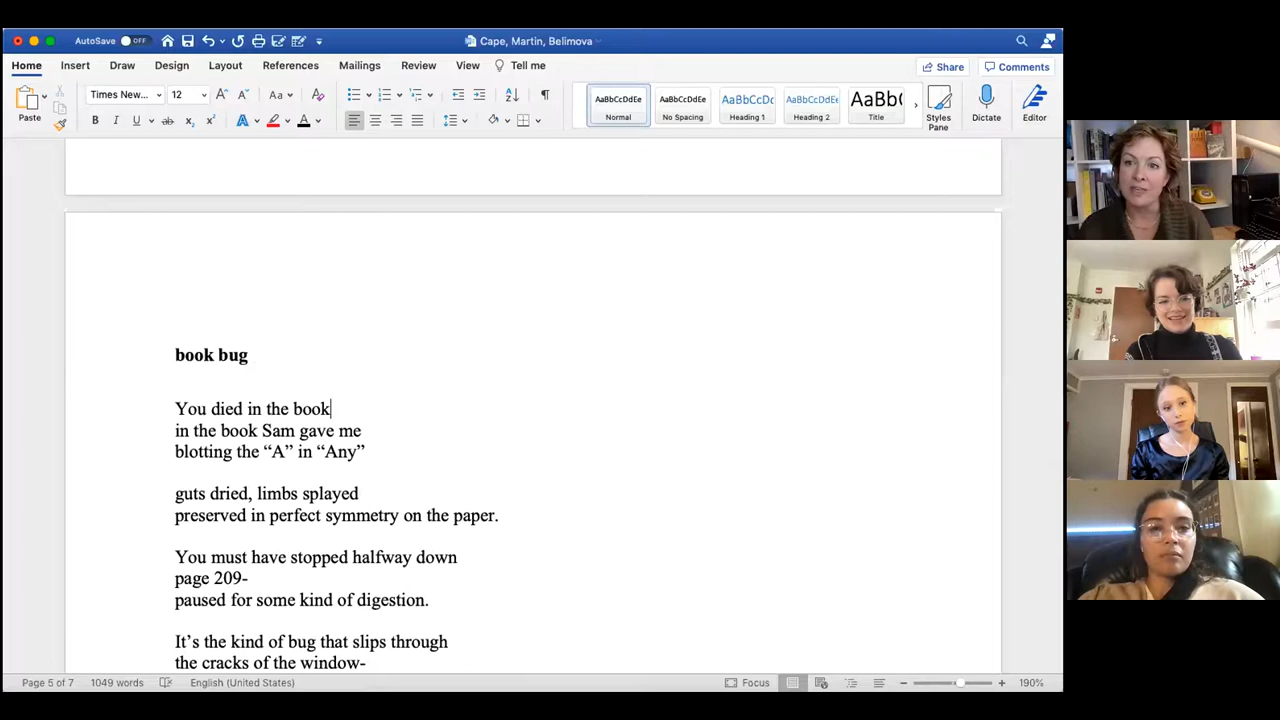 AutoSave OFF
Cape, Martin, Belimova
Home Insert Draw Design Layout References Mailings Review View Tell me
Share Comments
Paste
Times New... 12
Aa
B I U ab x₂ x² A A
AaBbCcDdEe AaBbCcDdEe AaBbCcDc AaBbCcDdEe AaBb(
Normal No Spacing Heading 1 Heading 2 Title
Styles Pane
Dictate
Editor
book bug
You died in the book
in the book Sam gave me
blotting the “A” in “Any”
guts dried, limbs splayed
preserved in perfect symmetry on the paper.
You must have stopped halfway down
page 209-
paused for some kind of digestion.
It’s the kind of bug that slips through
the cracks of the window-
Page 5 of 7 1049 words English (United States) Focus 190%